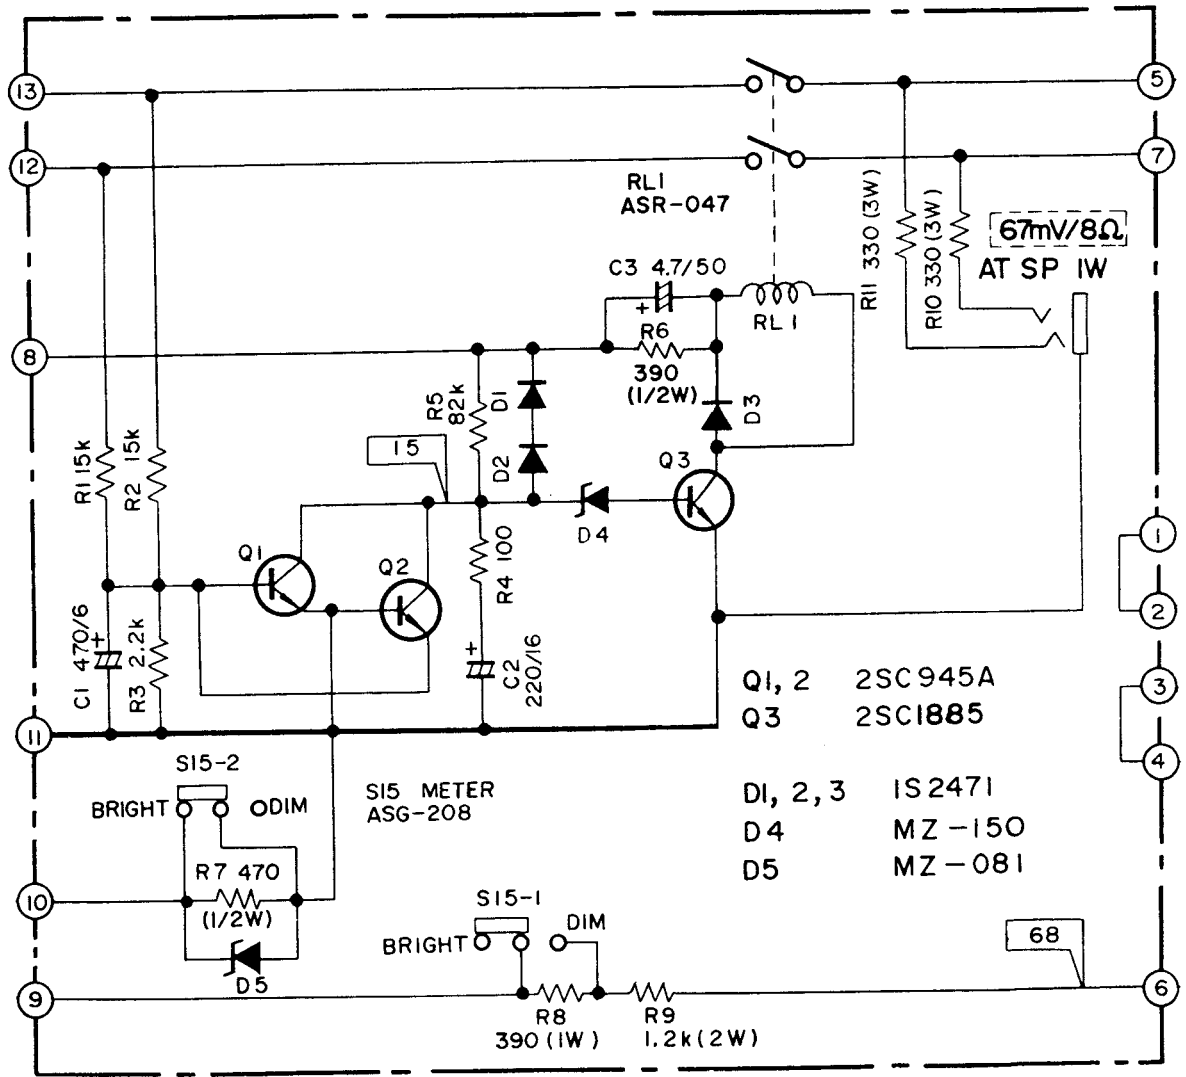 13
5
12
7
RL1
ASR-047
R11 330 (3W)
R10 330 (3W)
67mV/8Ω
AT SP 1W
C3 4.7/50
+
RL1
R6
390
(1/2W)
8
R5
82k
D1
D2
D3
15
Q3
D4
R1 15k
R2 15k
Q1
Q2
R4 100
C1 470/6
+
R3 2.2k
+
C2
220/16
1
2
3
4
Q1, 2 2SC945A
Q3 2SC1885
D1, 2, 3 1S2471
D4 MZ-150
D5 MZ-081
11
S15-2
BRIGHT
DIM
S15 METER
ASG-208
R7 470
(1/2W)
10
D5
S15-1
BRIGHT
DIM
68
9
6
R8
390 (1W)
R9
1.2k (2W)